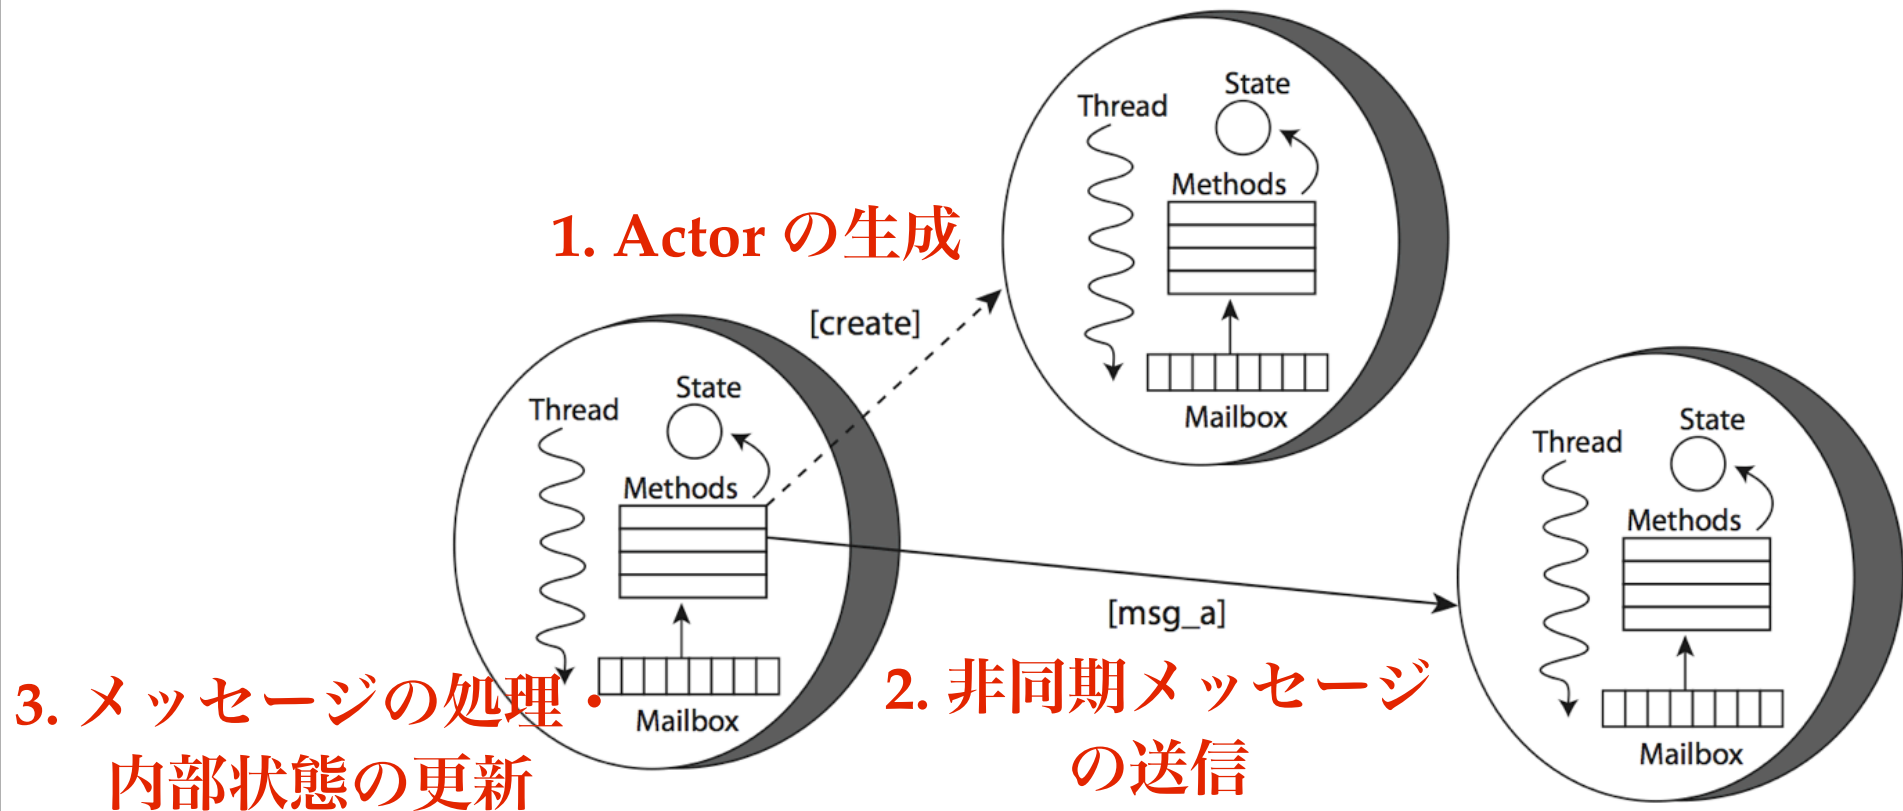 State
Thread
Methods
Mailbox
1. Actor の生成
[create]
State
Thread
Methods
Mailbox
State
Thread
Methods
Mailbox
[msg_a]
2. 非同期メッセージ
の送信
3. メッセージの処理・
内部状態の更新